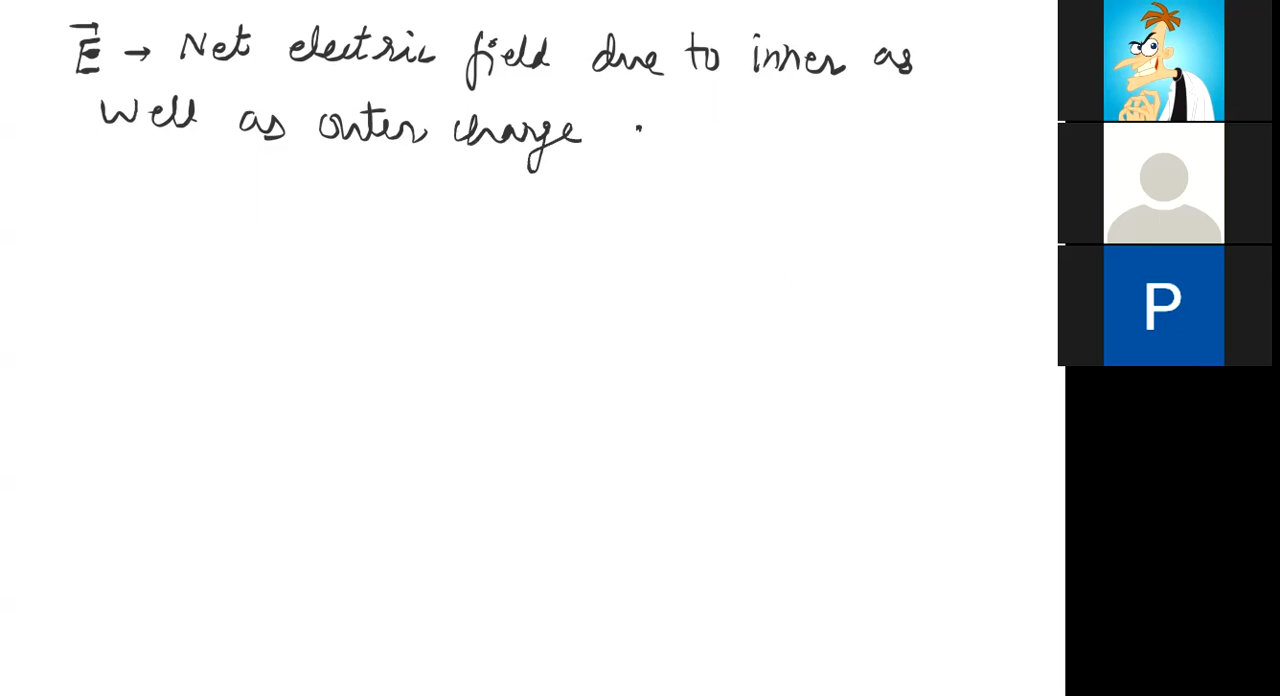 E⃗ → Net electric field due to inner as
well as outer charge .
P